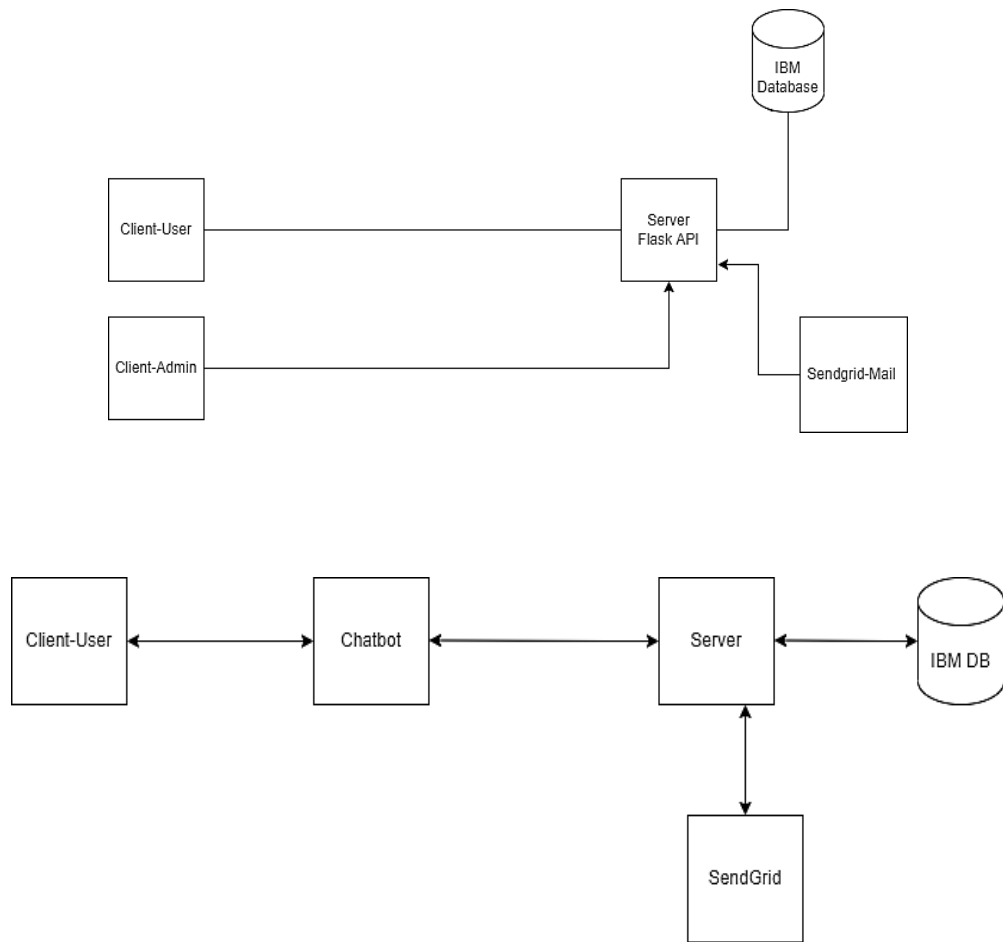 IBM
Database
Client-User
Server
Flask API
Client-Admin
Sendgrid-Mail
Client-User
Chatbot
Server
IBM DB
SendGrid